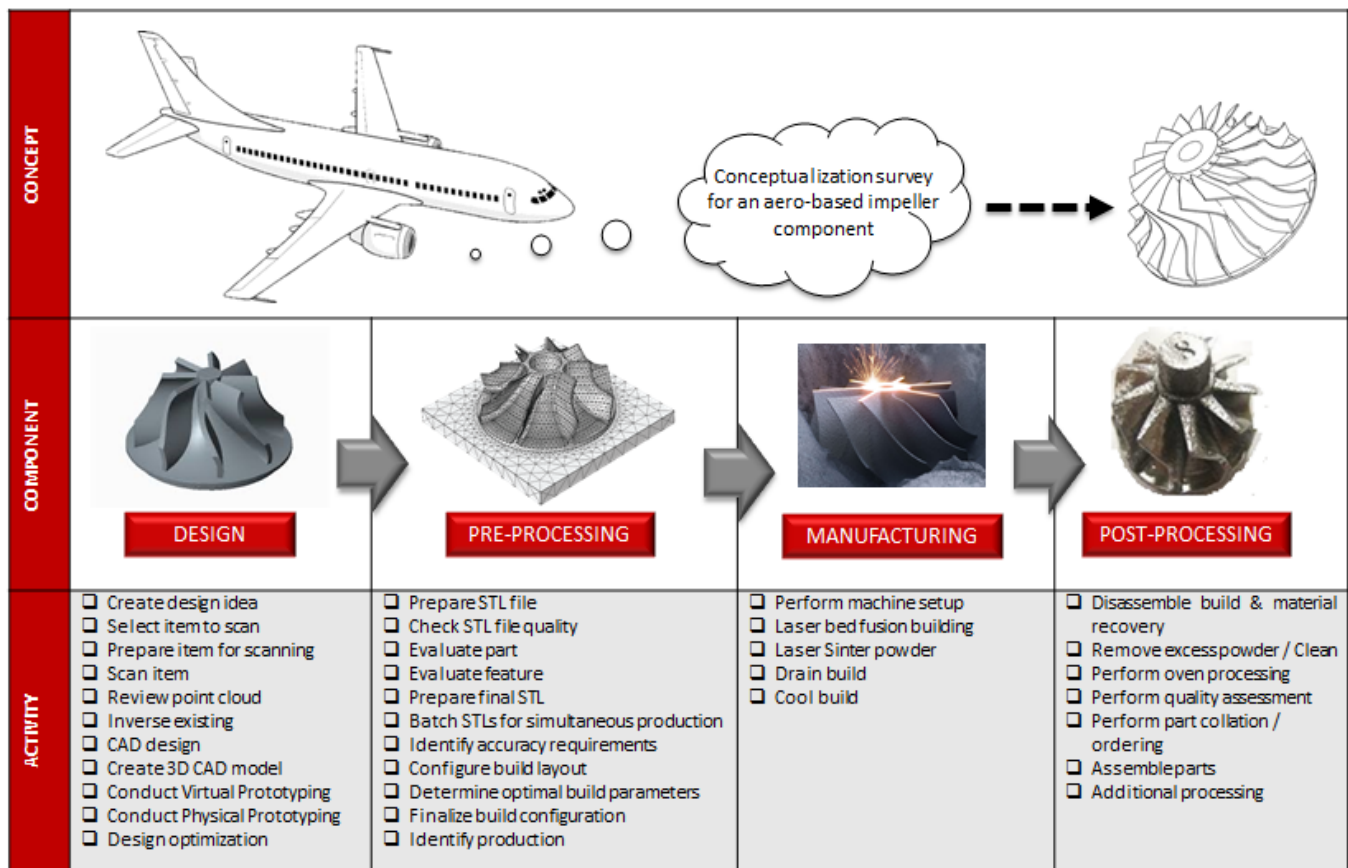 CONCEPT
Conceptualization survey
for an aero-based impeller
component
COMPONENT
DESIGN
PRE-PROCESSING
MANUFACTURING
POST-PROCESSING
ACTIVITY
❑ Create design idea
❑ Select item to scan
❑ Prepare item for scanning
❑ Scan item
❑ Review point cloud
❑ Inverse existing
❑ CAD design
❑ Create 3D CAD model
❑ Conduct Virtual Prototyping
❑ Conduct Physical Prototyping
❑ Design optimization
❑ Prepare STL file
❑ Check STL file quality
❑ Evaluate part
❑ Evaluate feature
❑ Prepare final STL
❑ Batch STLs for simultaneous production
❑ Identify accuracy requirements
❑ Configure build layout
❑ Determine optimal build parameters
❑ Finalize build configuration
❑ Identify production
❑ Perform machine setup
❑ Laser bed fusion building
❑ Laser Sinter powder
❑ Drain build
❑ Cool build
❑ Disassemble build & material
recovery
❑ Remove excess powder / Clean
❑ Perform oven processing
❑ Perform quality assessment
❑ Perform part collation /
ordering
❑ Assemble parts
❑ Additional processing